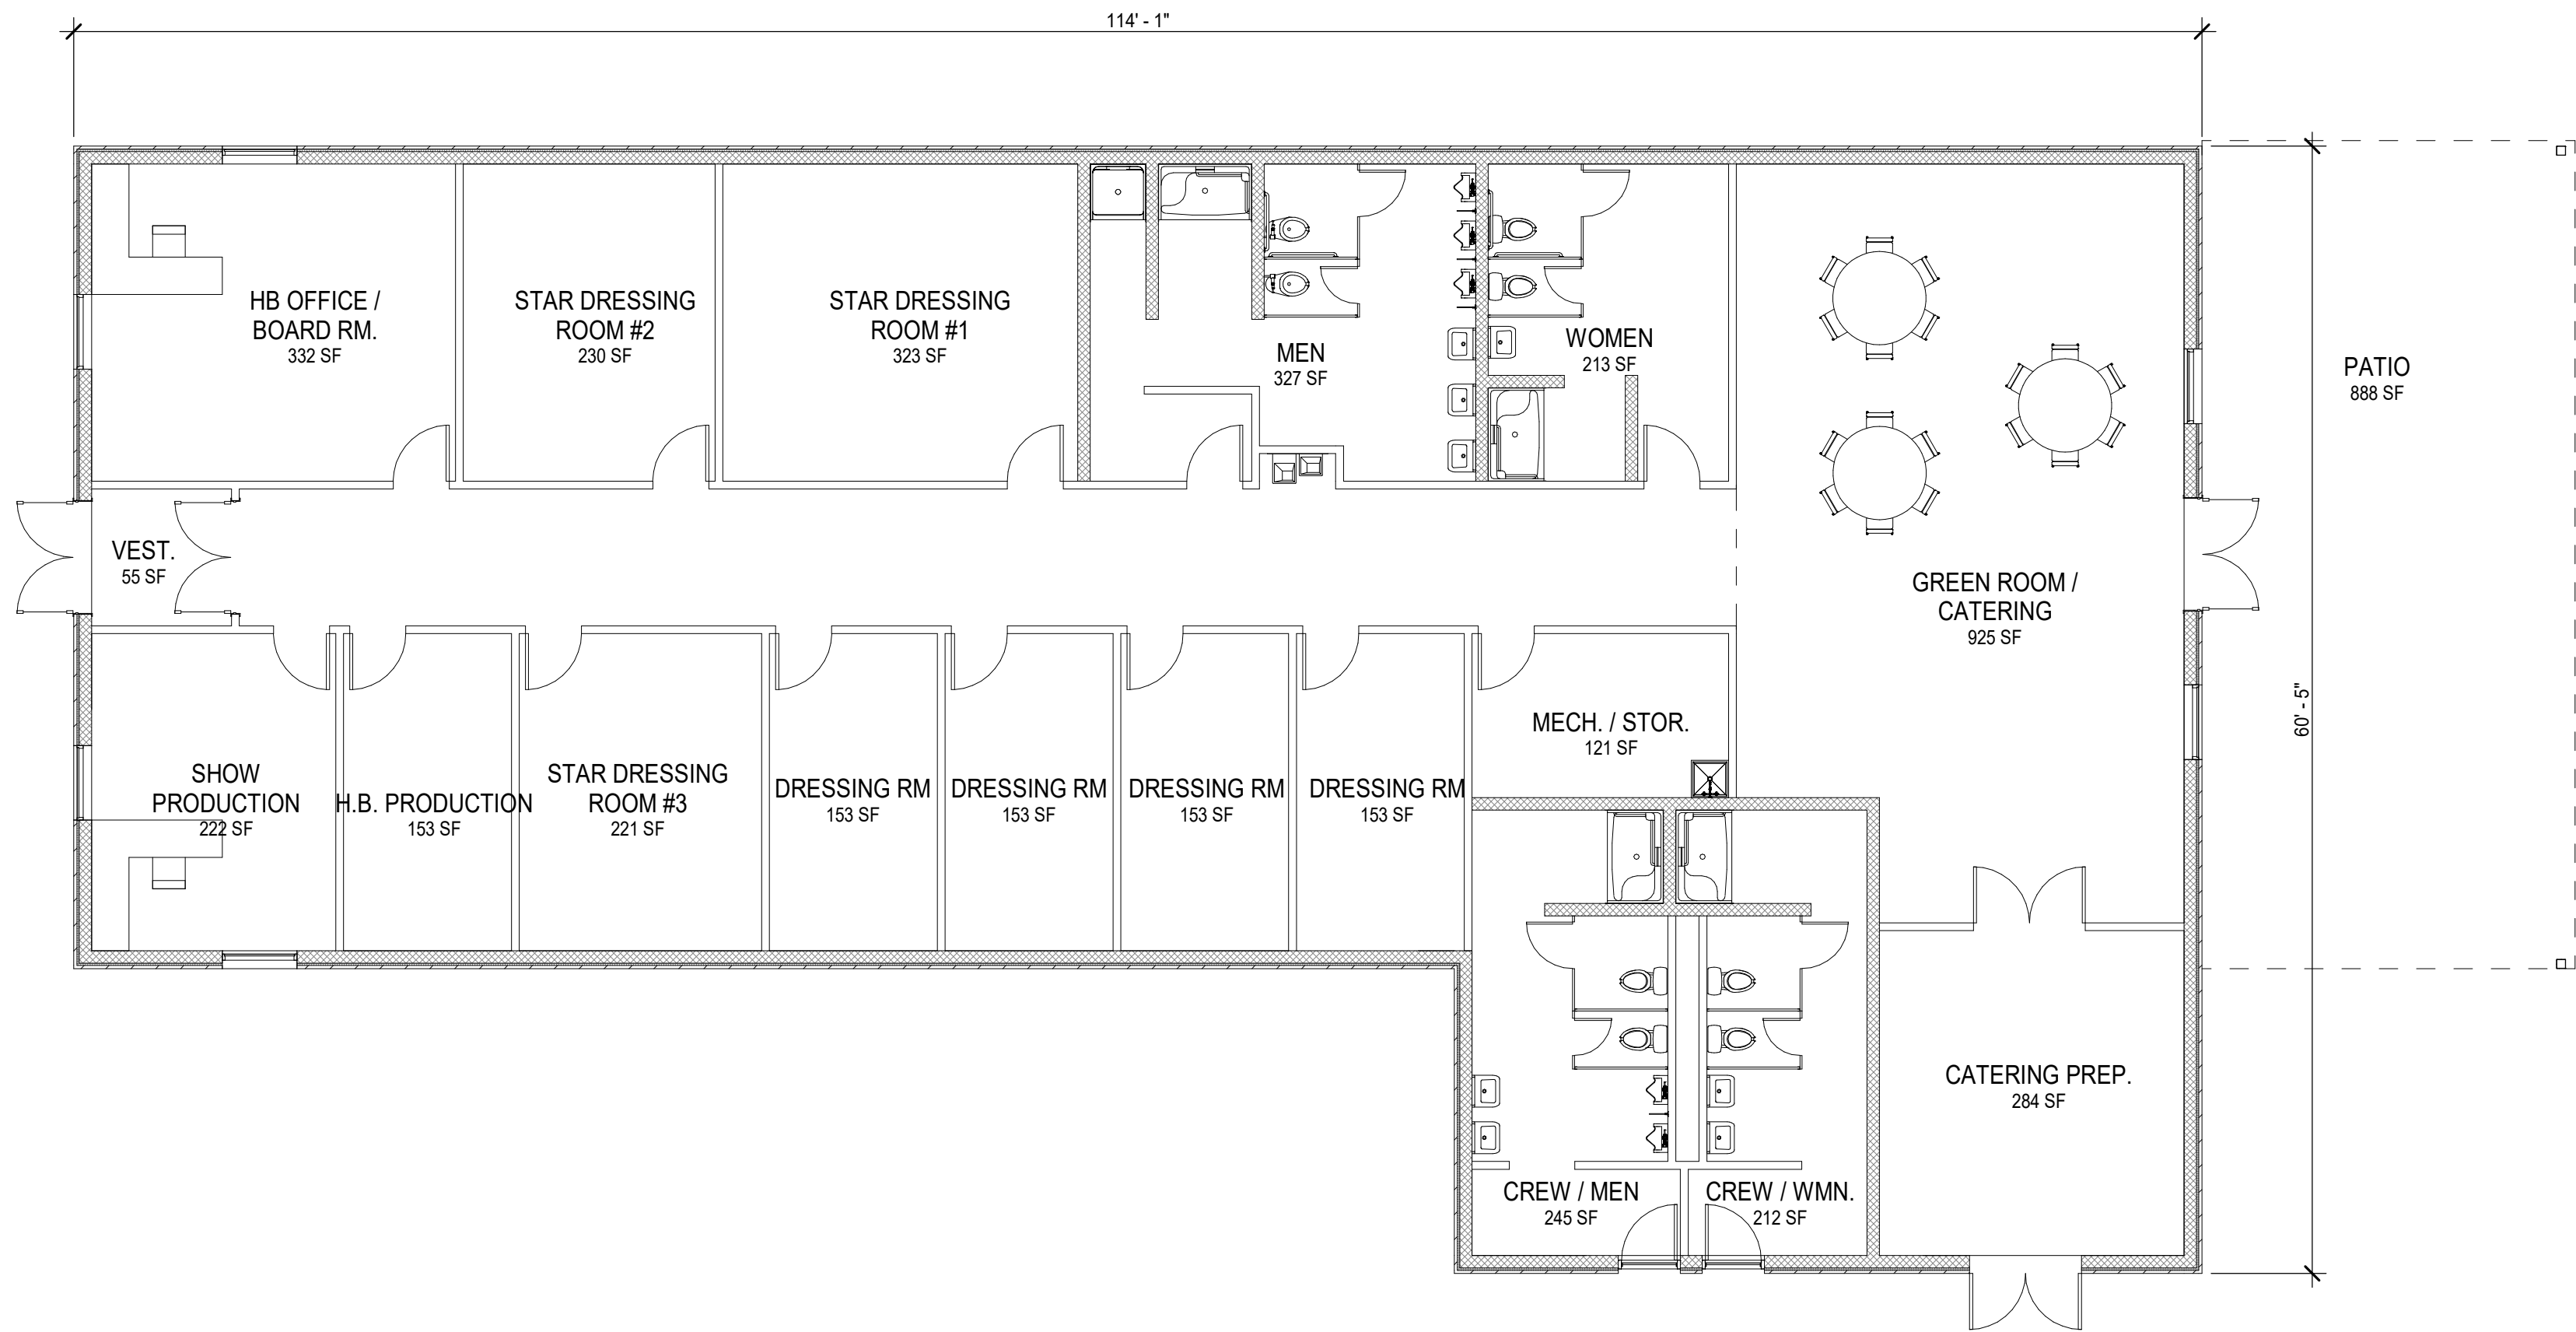 114' - 1"
HB OFFICE /
BOARD RM.
332 SF
STAR DRESSING
ROOM #2
230 SF
STAR DRESSING
ROOM #1
323 SF
MEN
327 SF
WOMEN
213 SF
PATIO
888 SF
VEST.
55 SF
GREEN ROOM /
CATERING
925 SF
60' - 5"
SHOW
PRODUCTION
222 SF
H.B. PRODUCTION
153 SF
STAR DRESSING
ROOM #3
221 SF
DRESSING RM
153 SF
DRESSING RM
153 SF
DRESSING RM
153 SF
DRESSING RM
153 SF
MECH. / STOR.
121 SF
CATERING PREP.
284 SF
CREW / MEN
245 SF
CREW / WMN.
212 SF